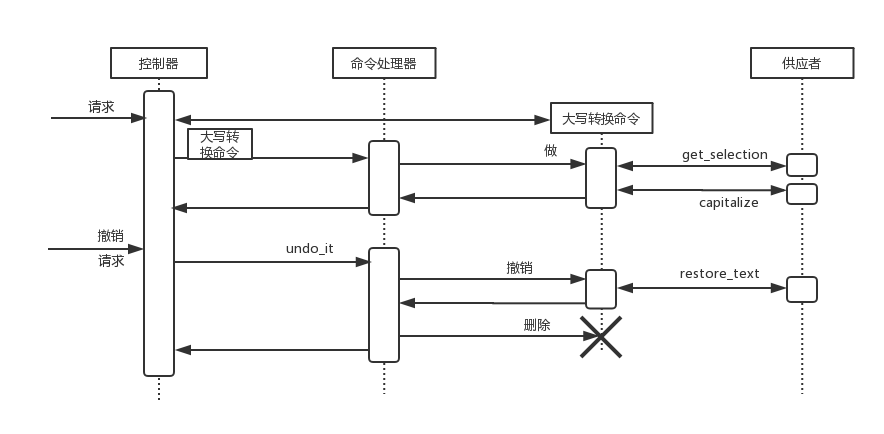 控制器
命令处理器
供应者
请求
大写转换命令
大写转
换命令
做
get_selection
capitalize
撤销
请求
undo_it
撤销
restore_text
删除